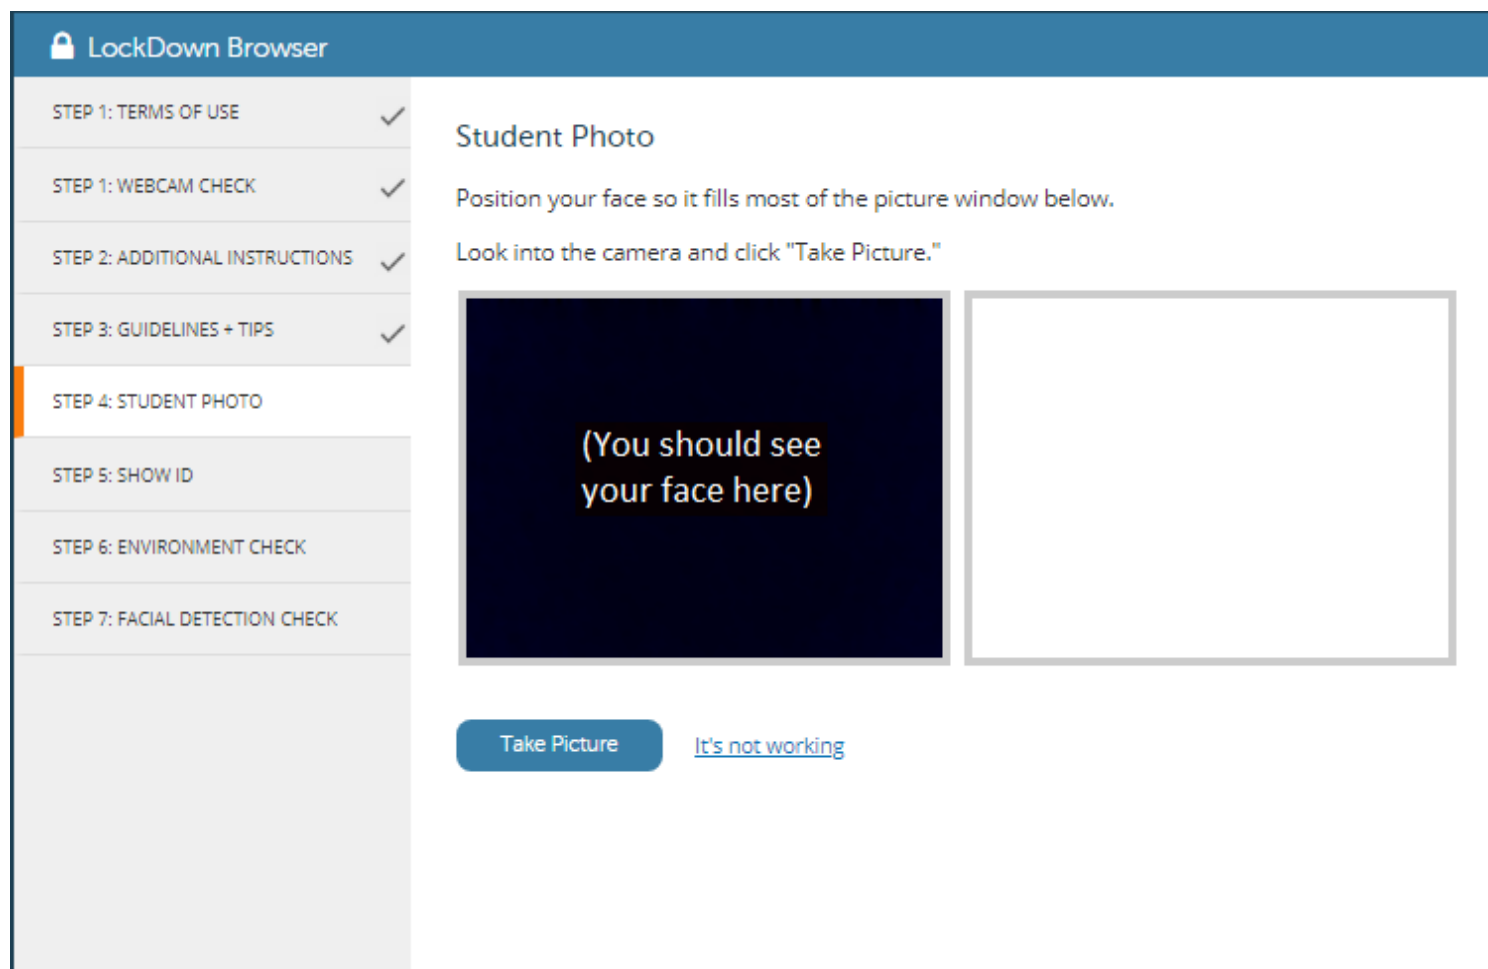 LockDown Browser
STEP 1: TERMS OF USE
STEP 1: WEBCAM CHECK
STEP 2: ADDITIONAL INSTRUCTIONS
STEP 3: GUIDELINES + TIPS
STEP 4: STUDENT PHOTO
STEP 5: SHOW ID
STEP 6: ENVIRONMENT CHECK
STEP 7: FACIAL DETECTION CHECK
Student Photo
Position your face so it fills most of the picture window below.
Look into the camera and click "Take Picture."
(You should see
your face here)
Take Picture
It's not working